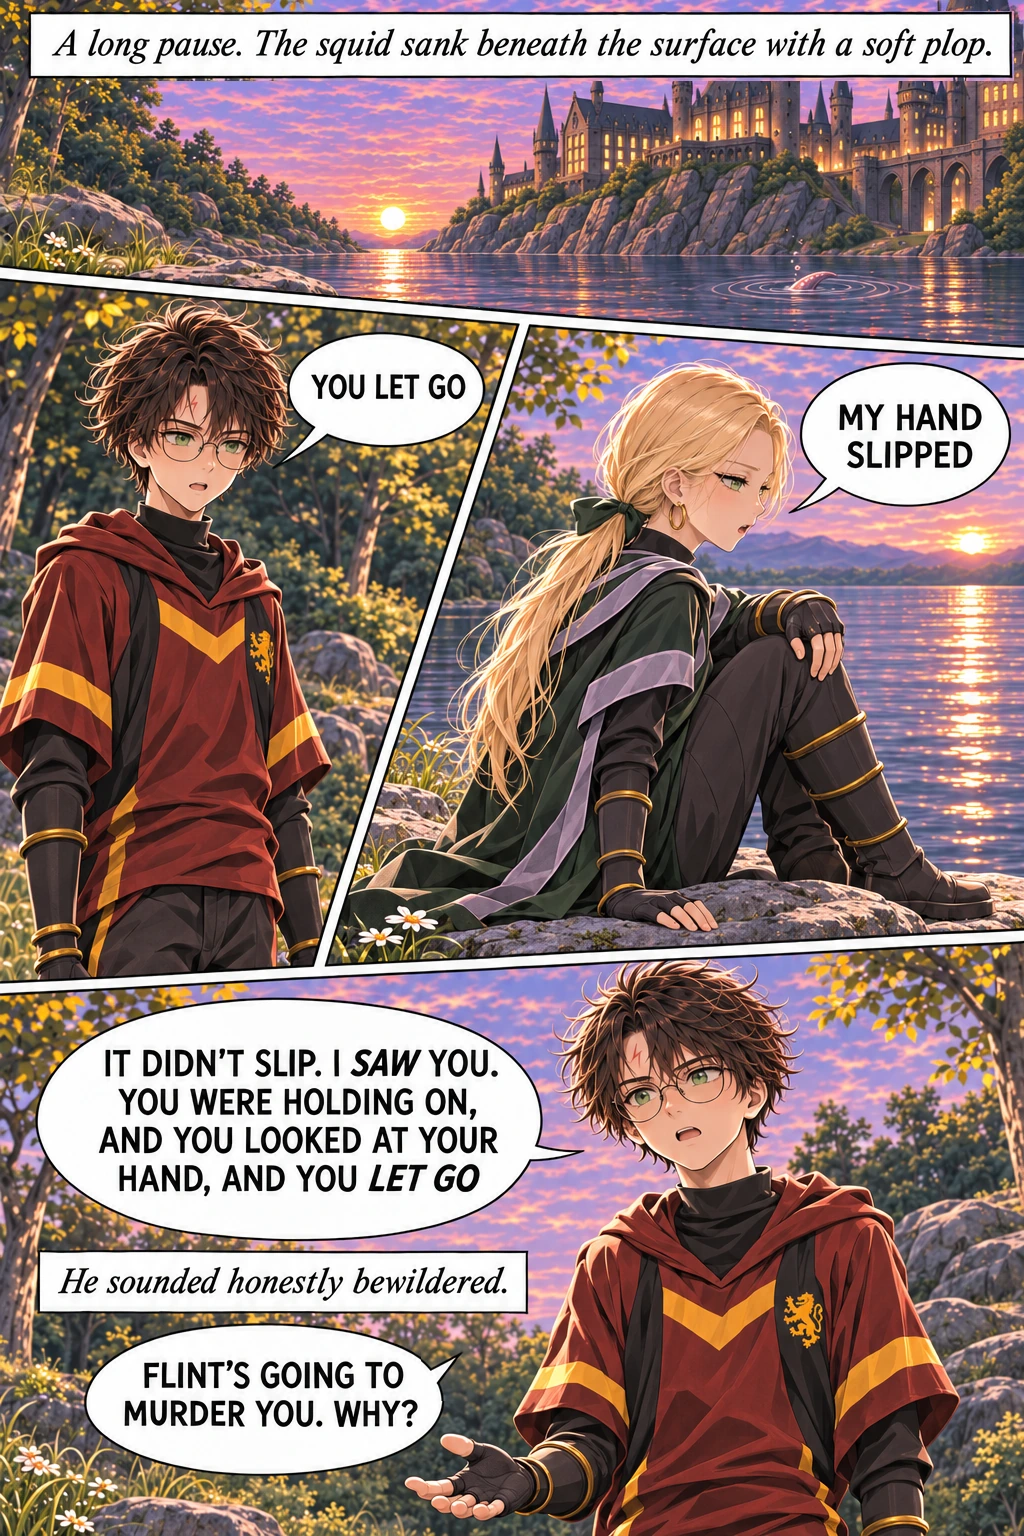 A long pause. The squid sank beneath the surface with a soft plop.
YOU LET GO
MY HAND
SLIPPED
IT DIDN'T SLIP. I SAW YOU.
YOU WERE HOLDING ON,
AND YOU LOOKED AT YOUR
HAND, AND YOU LET GO
He sounded honestly bewildered.
FLINT'S GOING TO
MURDER YOU. WHY?